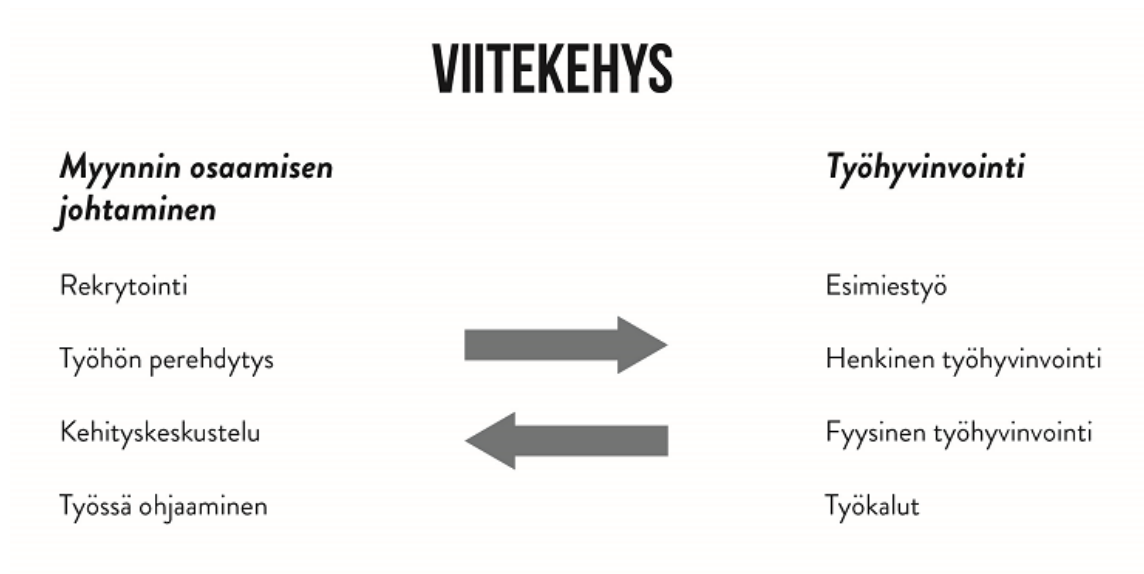 VIITEKEHYS
Myynnin osaamisen
johtaminen
Rekrytointi
Työhön perehdytys
Kehityskeskustelu
Työssä ohjaaminen
Työhyvinvointi
Esimiestyö
Henkinen työhyvinvointi
Fyysinen työhyvinvointi
Työkalut